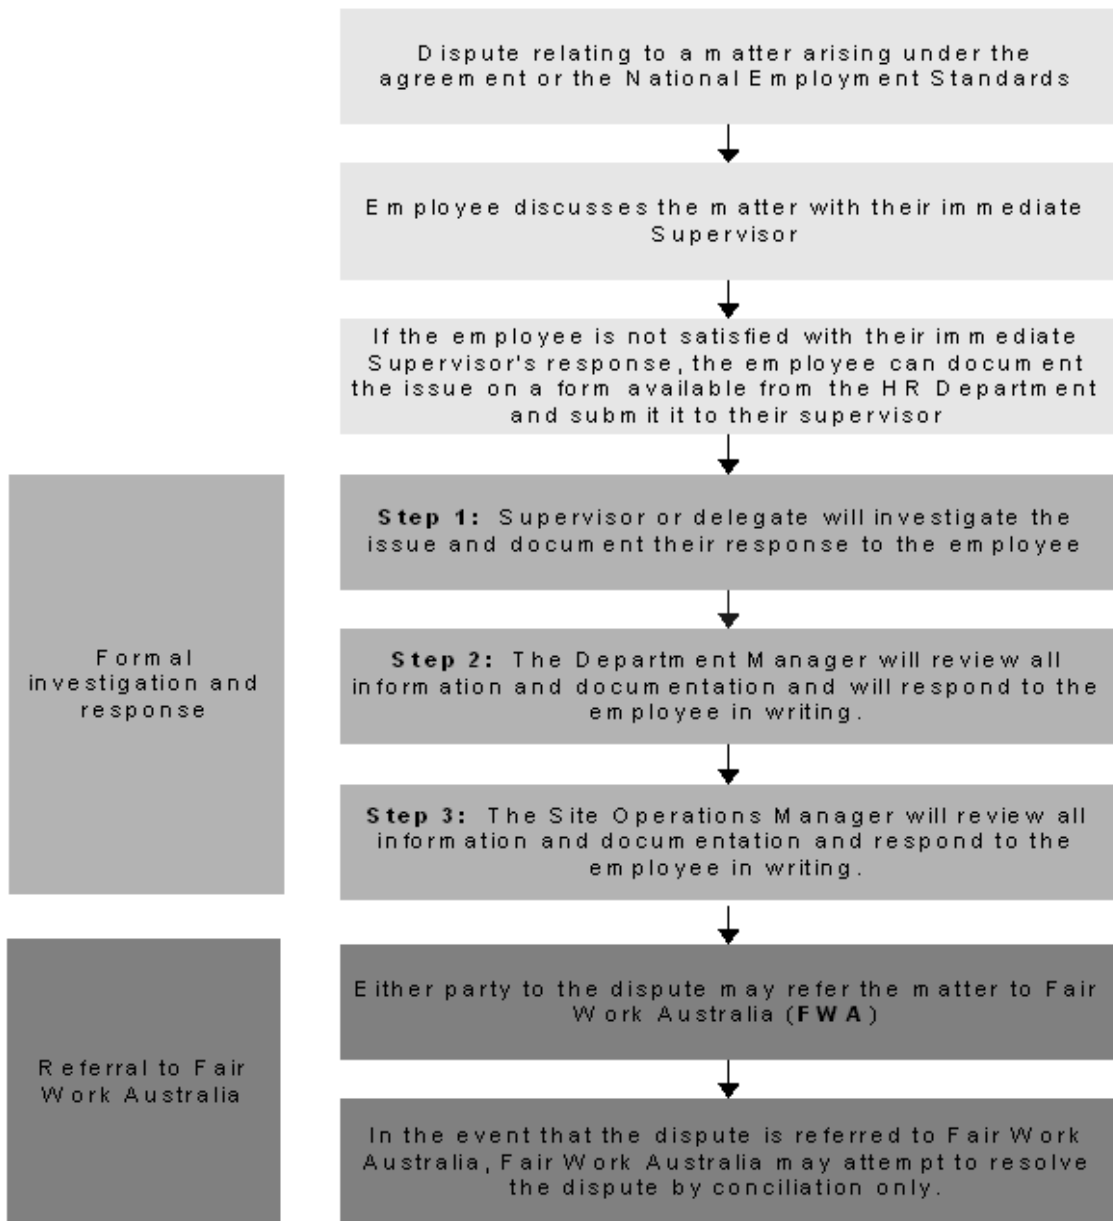 Dispute relating to a matter arising under the
agreement or the National Employment Standards
Employee discusses the matter with their immediate
Supervisor
If the employee is not satisfied with their immediate
Supervisor's response, the employee can document
the issue on a form available from the HR Department
and submit it to their supervisor
Formal
investigation and
response
Step 1: Supervisor or delegate will investigate the
issue and document their response to the employee
Step 2: The Department Manager will review all
information and documentation and will respond to the
employee in writing.
Step 3: The Site Operations Manager will review all
information and documentation and respond to the
employee in writing.
Referral to Fair
Work Australia
Either party to the dispute may refer the matter to Fair
Work Australia (FWA)
In the event that the dispute is referred to Fair Work
Australia, Fair Work Australia may attempt to resolve
the dispute by conciliation only.